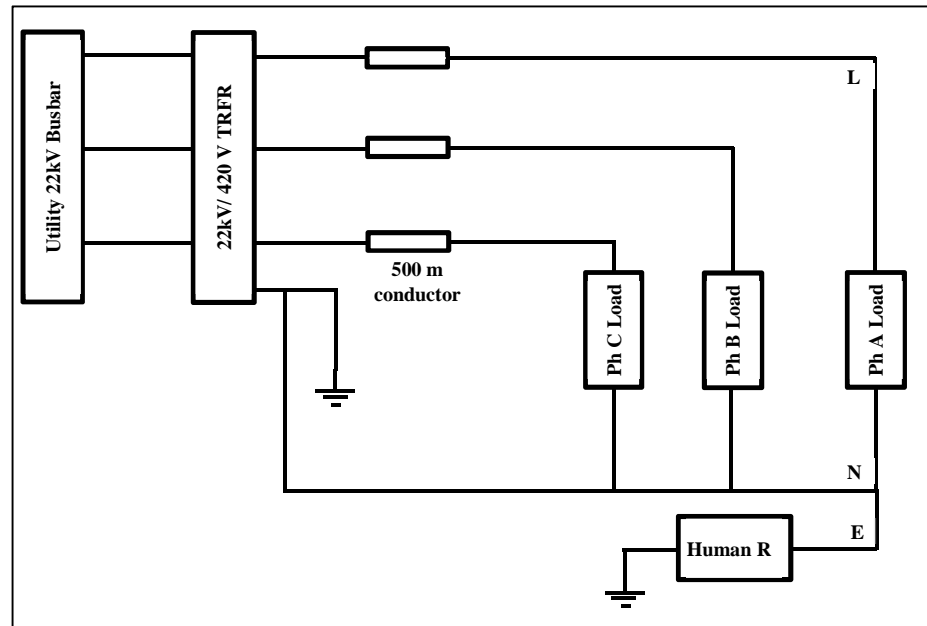 Utility 22kV Busbar
22kV/ 420 V TRFR
L
500 m
conductor
Ph C Load
Ph B Load
Ph A Load
N
E
Human R